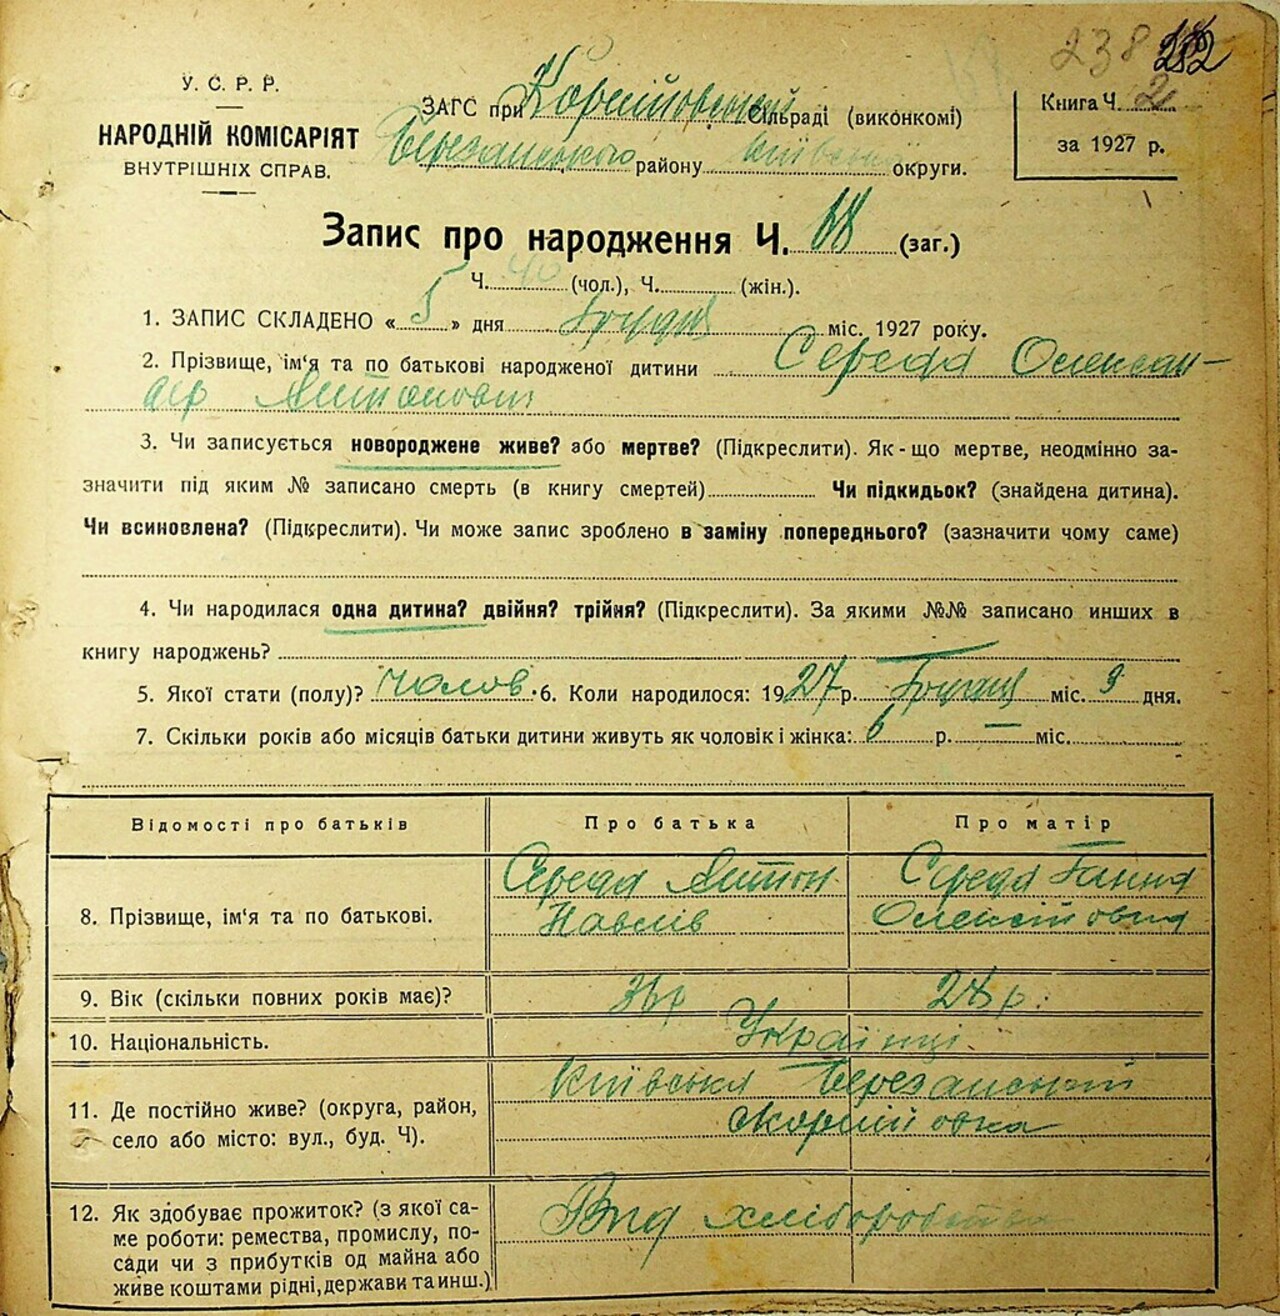 238 282
У. С. Р. Р.
НАРОДНІЙ КОМІСАРІЯТ
ВНУТРІШНІХ СПРАВ.
ЗАГС при сільраді (виконкомі)
Березанського району Київської округи.
Книга Ч. 2
за 1927 р.
Запис про народження Ч. 68 (заг.)
Ч. 40 (чол.), Ч. (жін.).
1. ЗАПИС СКЛАДЕНО « 5 » дня Грудня міс. 1927 року.
2. Прізвище, ім'я та по батькові народженої дитини Середа Олексан-
дер Антонович
3. Чи записується новороджене живе? або мертве? (Підкреслити). Як-що мертве, неодмінно за-
значити під яким № записано смерть (в книгу смертей) Чи підкидьок? (знайдена дитина).
Чи всиновлена? (Підкреслити). Чи може запис зроблено в заміну попереднього? (зазначити чому саме)
4. Чи народилася одна дитина? двійня? трійня? (Підкреслити). За якими №№ записано инших в
книгу народжень? —
5. Якої стати (полу)? чолов. 6. Коли народилося: 1927 р. Грудня міс. 9 дня.
7. Скільки років або місяців батьки дитини живуть як чоловік і жінка: 6 р. — міс.
Відомості про батьків Про батька Про матір
8. Прізвище, ім'я та по батькові. Середа Антон Середа Ганна
Павлів Олексіївна
9. Вік (скільки повних років має)? 28 р.
10. Національність. Українці.
11. Де постійно живе? (округа, район, село або місто: вул., буд. Ч). Київська Березанський
12. Як здобуває прожиток? (з якої са- Від хліборобства
ме роботи: ремества, промислу, по-
сади чи з прибутків од майна або
живе коштами рідні, держави та инш.)